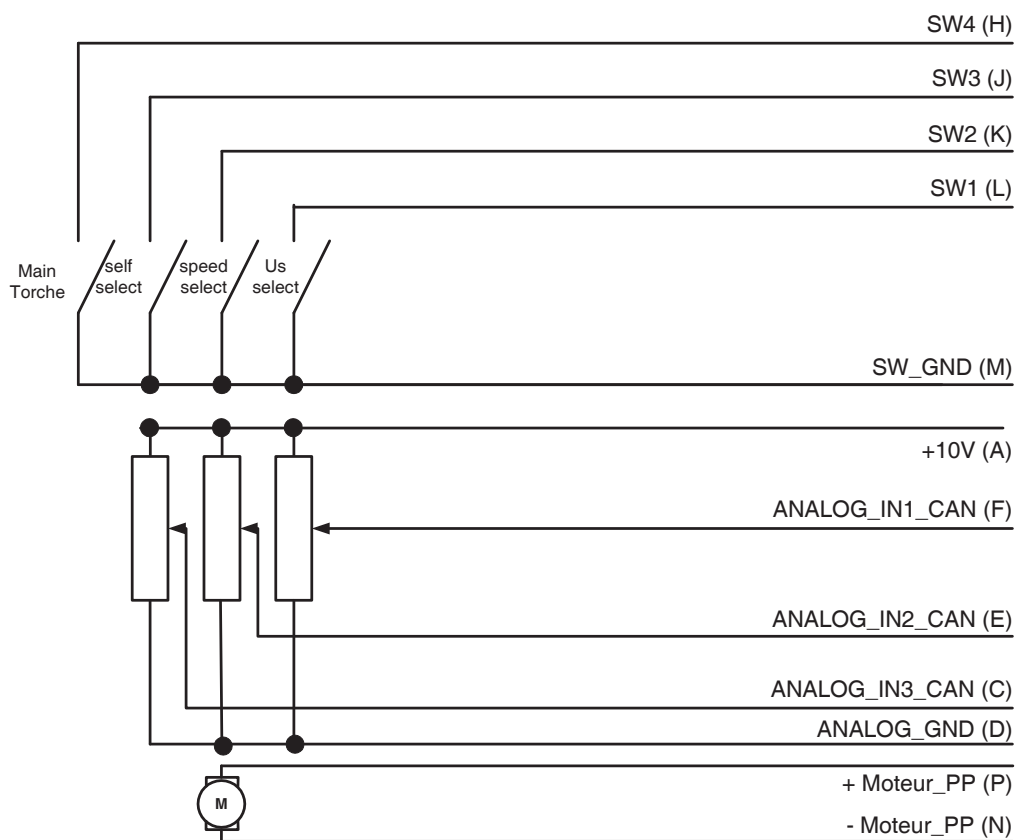 SW4 (H)
SW3 (J)
SW2 (K)
SW1 (L)
Main
Torche
self
select
speed
select
Us
select
SW_GND (M)
+10V (A)
ANALOG_IN1_CAN (F)
ANALOG_IN2_CAN (E)
ANALOG_IN3_CAN (C)
ANALOG_GND (D)
M
+ Moteur_PP (P)
- Moteur_PP (N)